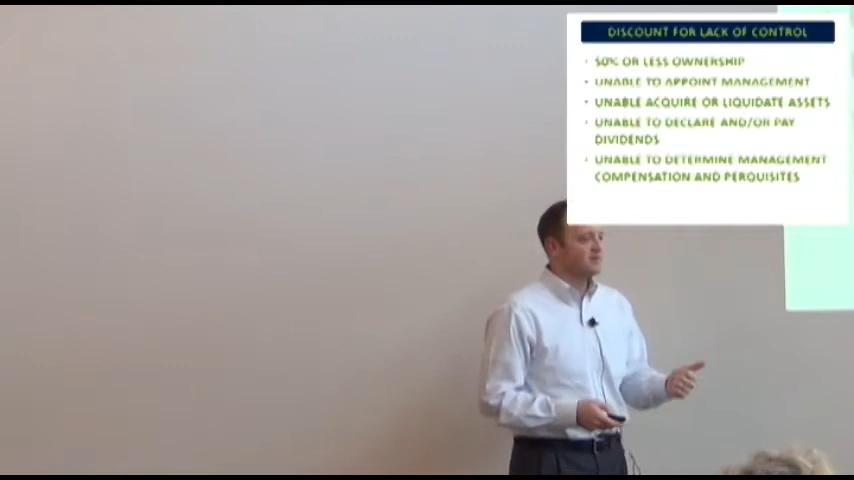 DISCOUNT FOR LACK OF CONTROL
50% OR LESS OWNERSHIP
UNABLE TO APPOINT MANAGEMENT
UNABLE ACQUIRE OR LIQUIDATE ASSETS
UNABLE TO DECLARE AND/OR PAY
DIVIDENDS
UNABLE TO DETERMINE MANAGEMENT
COMPENSATION AND PERQUISITES